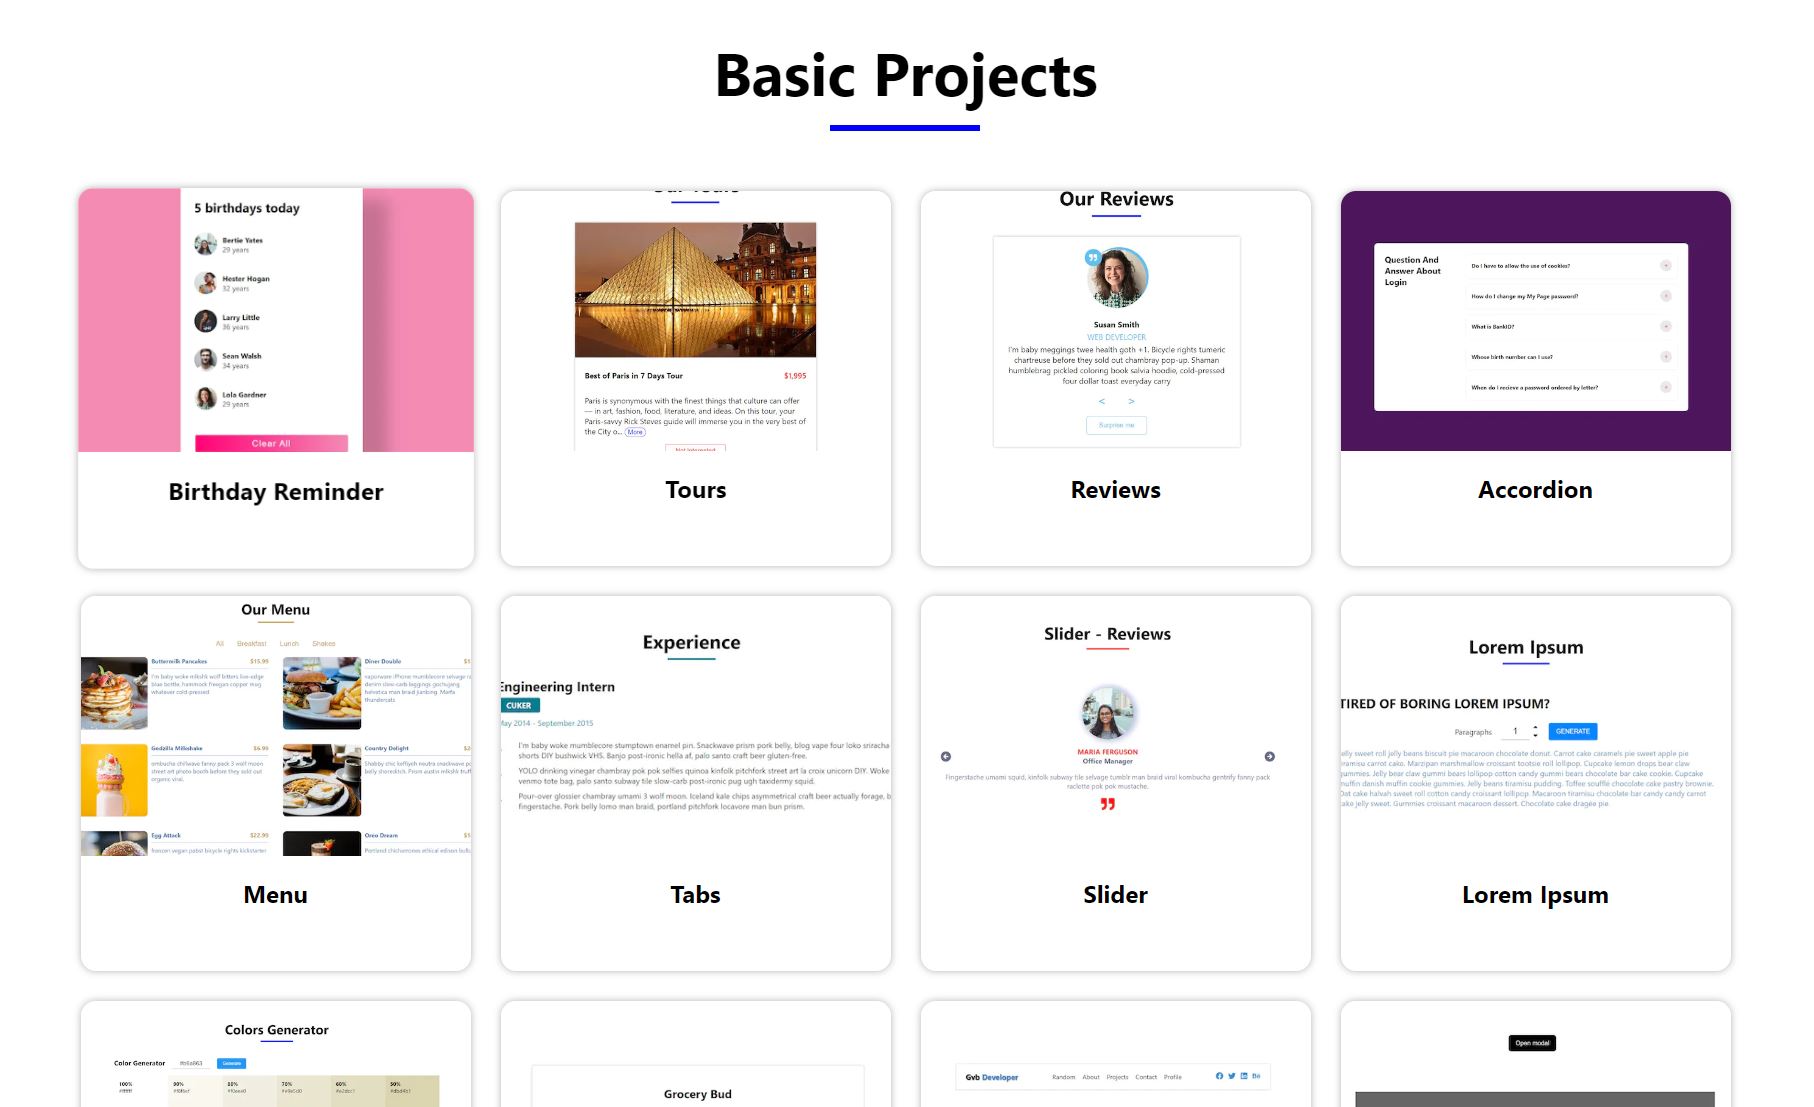 Basic Projects
5 birthdays today
Bertie Yates
29 years
Hester Hogan
32 years
Larry Little
36 years
Sean Walsh
34 years
Lola Gardner
29 years
Clear All
Birthday Reminder
Best of Paris in 7 Days Tour $1,995
Paris is synonymous with the finest things that culture can offer
— in art, fashion, food, literature, and ideas. On this tour, your
Paris-savvy Rick Steves guide will immerse you in the very best of
the City o... More
Not Interested
Tours
Our Reviews
Susan Smith
WEB DEVELOPER
I'm baby meggings twee health goth +1. Bicycle rights tumeric
chartreuse before they sold out chambray pop-up. Shaman
humblebrag pickled coloring book salvia hoodie, cold-pressed
four dollar toast everyday carry
< >
Surprise me
Reviews
Question And
Answer About
Login
Do I have to allow the use of cookies?
How do I change my My Page password?
What is BankID?
Whose birth number can I use?
When do I recieve a password ordered by letter?
Accordion
Our Menu
All Breakfast Lunch Shakes
Buttermilk Pancakes $15.99
I'm baby woke mlkshk wolf bitters live-edge
blue bottle, hammock freegan copper mug
whatever cold-pressed
Diner Double $1
vaporware iPhone mumblecore selvage
denim slow-carb leggings gochujang
helvetica man braid jianbing. Marfa
thundercats
Godzilla Milkshake $6.99
ombucha chillwave fanny pack 3 wolf moon
street art photo booth before they sold out
organic viral.
Country Delight $2
Shabby chic keffiyeh neutra snackwave
belly shoreditch. Prism austin mlkshk
Egg Attack $22.99
franzen vegan pabst bicycle rights kickstarter
Oreo Dream $1
Portland chicharrones ethical edison
Menu
Experience
Engineering Intern
CUKER
May 2014 - September 2015
I'm baby woke mumblecore stumptown enamel pin. Snackwave prism pork belly, blog vape four loko sriracha
shorts DIY bushwick VHS. Banjo post-ironic hella af, palo santo craft beer gluten-free.
YOLO drinking vinegar chambray pok pok selfies quinoa kinfolk pitchfork street art la croix unicorn DIY. Woke
venmo tote bag, palo santo subway tile slow-carb post-ironic pug ugh taxidermy squid.
Pour-over glossier chambray umami 3 wolf moon. Iceland kale chips asymmetrical craft beer actually forage, b
fingerstache. Pork belly lomo man braid, portland pitchfork locavore man bun prism.
Tabs
Slider - Reviews
MARIA FERGUSON
Office Manager
Fingerstache umami squid, kinfolk subway tile selvage tumblr man braid viral kombucha gentrify fanny pack
raclette pok pok mustache.
Slider
Lorem Ipsum
TIRED OF BORING LOREM IPSUM?
Paragraphs 1 GENERATE
elly sweet roll jelly beans biscuit pie macaroon chocolate donut. Carrot cake caramels pie sweet apple pie
iramisu carrot cake. Marzipan marshmallow croissant tootsie roll lollipop. Cupcake lemon drops bear claw
gummies. Jelly bear claw gummi bears lollipop cotton candy gummi bears chocolate bar cake cookie. Cupcake
muffin danish muffin cookie gummies. Jelly beans tiramisu pudding. Toffee soufflé chocolate cake pastry brownie.
Oat cake halvah sweet roll cotton candy croissant lollipop. Macaroon tiramisu chocolate bar candy candy carrot
cake jelly sweet. Gummies croissant macaroon dessert. Chocolate cake dragée pie.
Lorem Ipsum
Colors Generator
Color Generator #b6a863 Generate
100% 90% 80% 70% 60% 50%
#ffffff #f8f6ef #f0eee0 #e9e5d0 #e2dcc1 #dbd4b1
Grocery Bud
Gvb Developer Random About Projects Contact Profile
Open modal